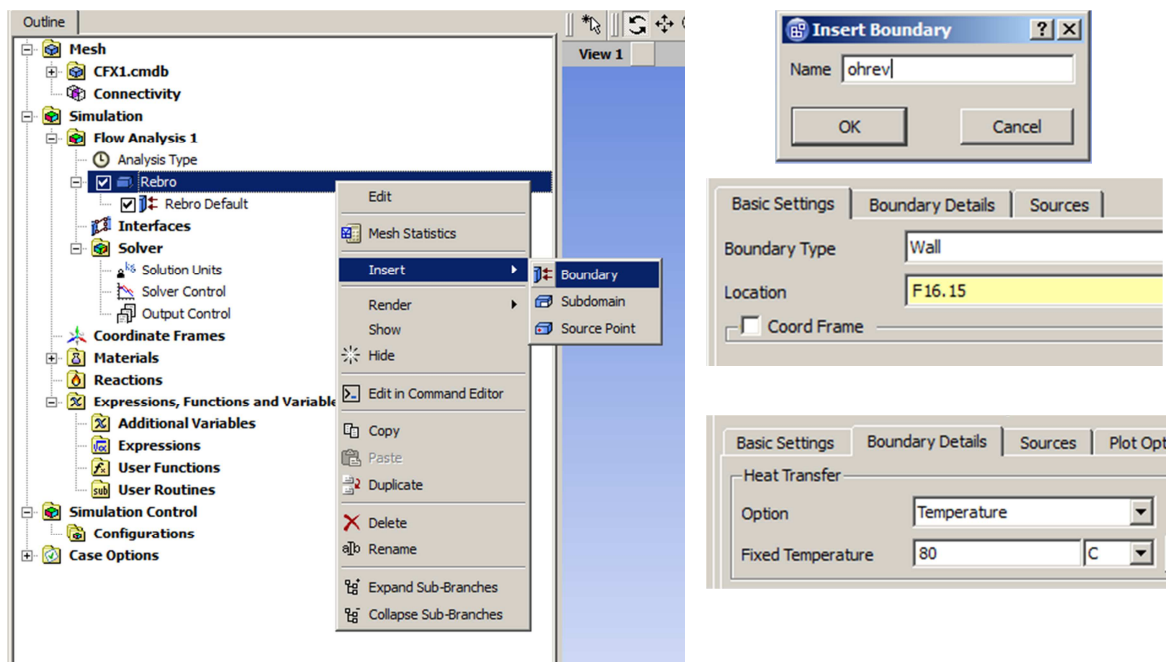 Outline
View 1
Mesh
CFX1.cmdb
Connectivity
Simulation
Flow Analysis 1
Analysis Type
Rebro
Rebro Default
Interfaces
Solver
Solution Units
Solver Control
Output Control
Coordinate Frames
Materials
Reactions
Expressions, Functions and Variable
Additional Variables
Expressions
User Functions
User Routines
Simulation Control
Configurations
Case Options
Edit
Mesh Statistics
Insert
Render
Show
Hide
Edit in Command Editor
Copy
Paste
Duplicate
Delete
Rename
Expand Sub-Branches
Collapse Sub-Branches
Boundary
Subdomain
Source Point
Insert Boundary
Name ohrev
OK Cancel
Basic Settings Boundary Details Sources
Boundary Type Wall
Location F16.15
Coord Frame
Basic Settings Boundary Details Sources Plot Opt
Heat Transfer
Option Temperature
Fixed Temperature 80 C